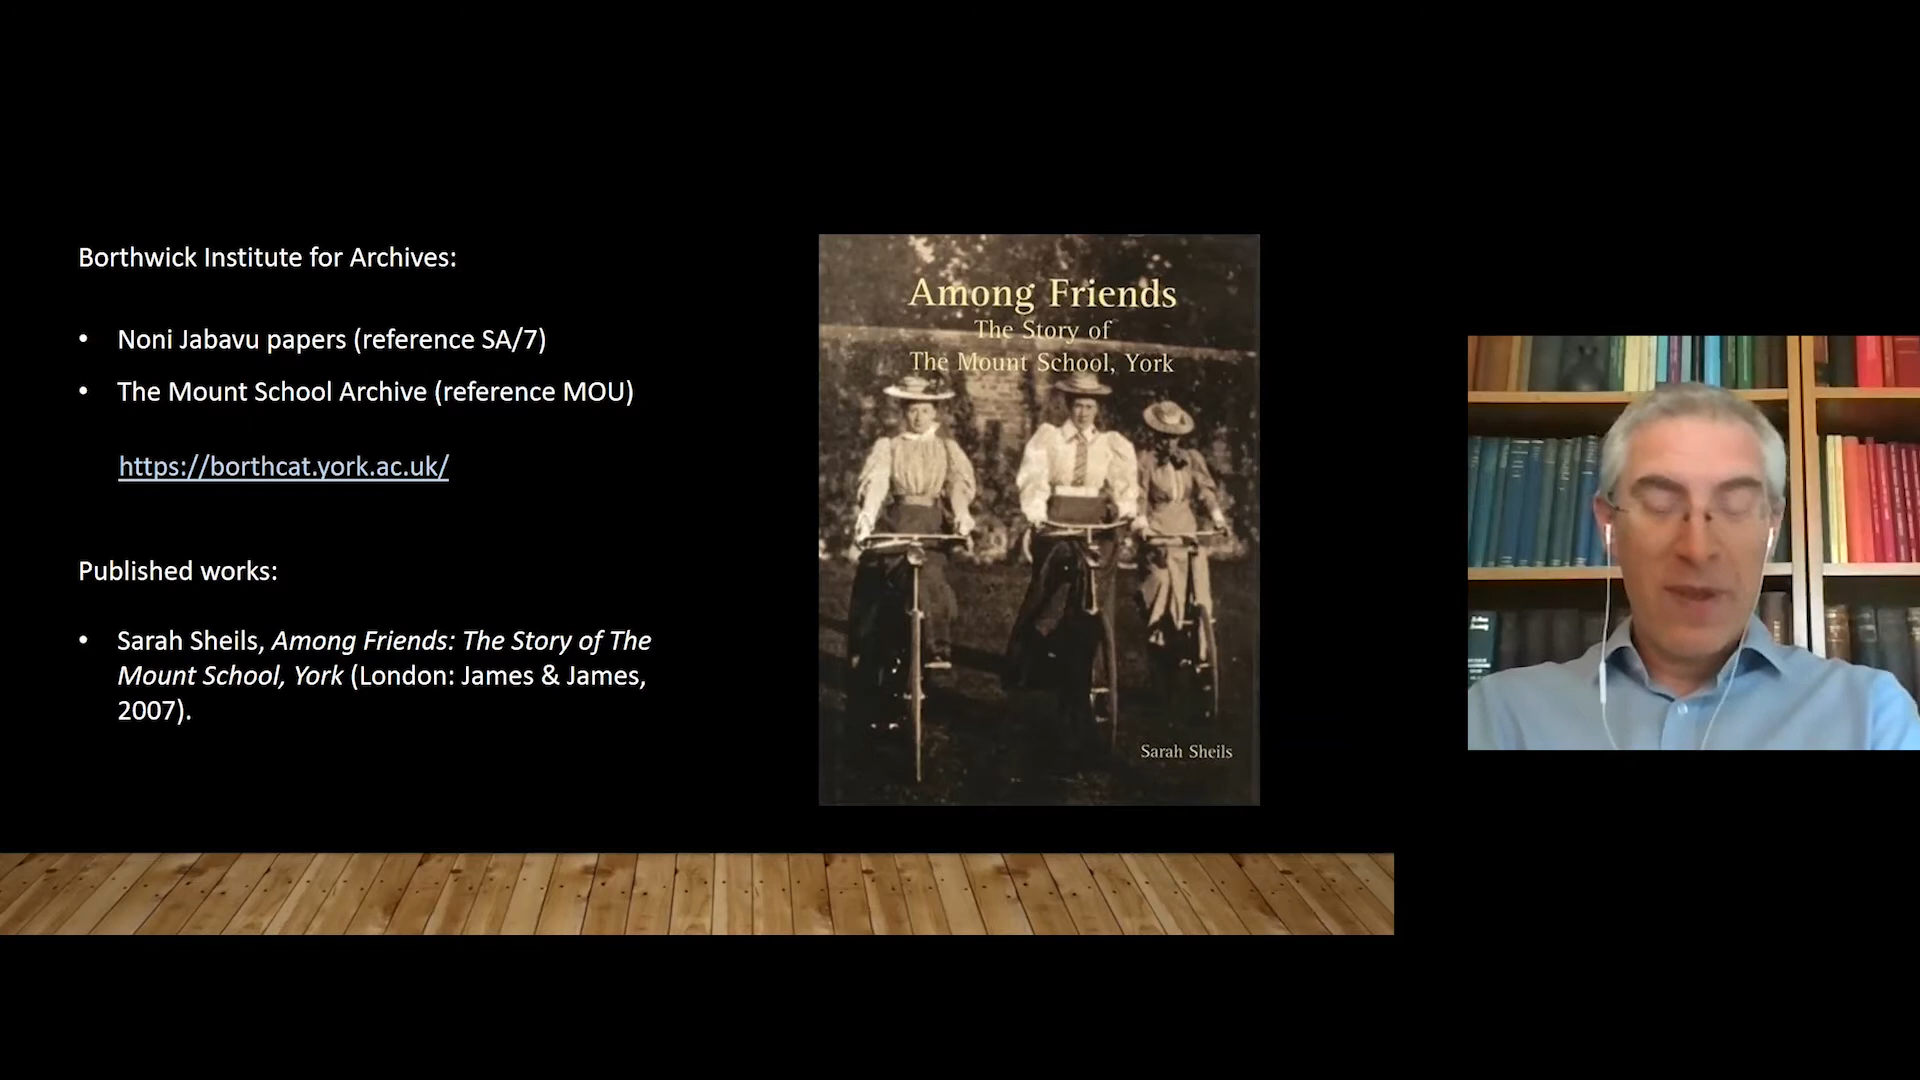 Borthwick Institute for Archives:
• Noni Jabavu papers (reference SA/7)
• The Mount School Archive (reference MOU)
https://borthcat.york.ac.uk/
Published works:
• Sarah Sheils, Among Friends: The Story of The
Mount School, York (London: James & James,
2007).
Among Friends
The Story of
The Mount School, York
Sarah Sheils